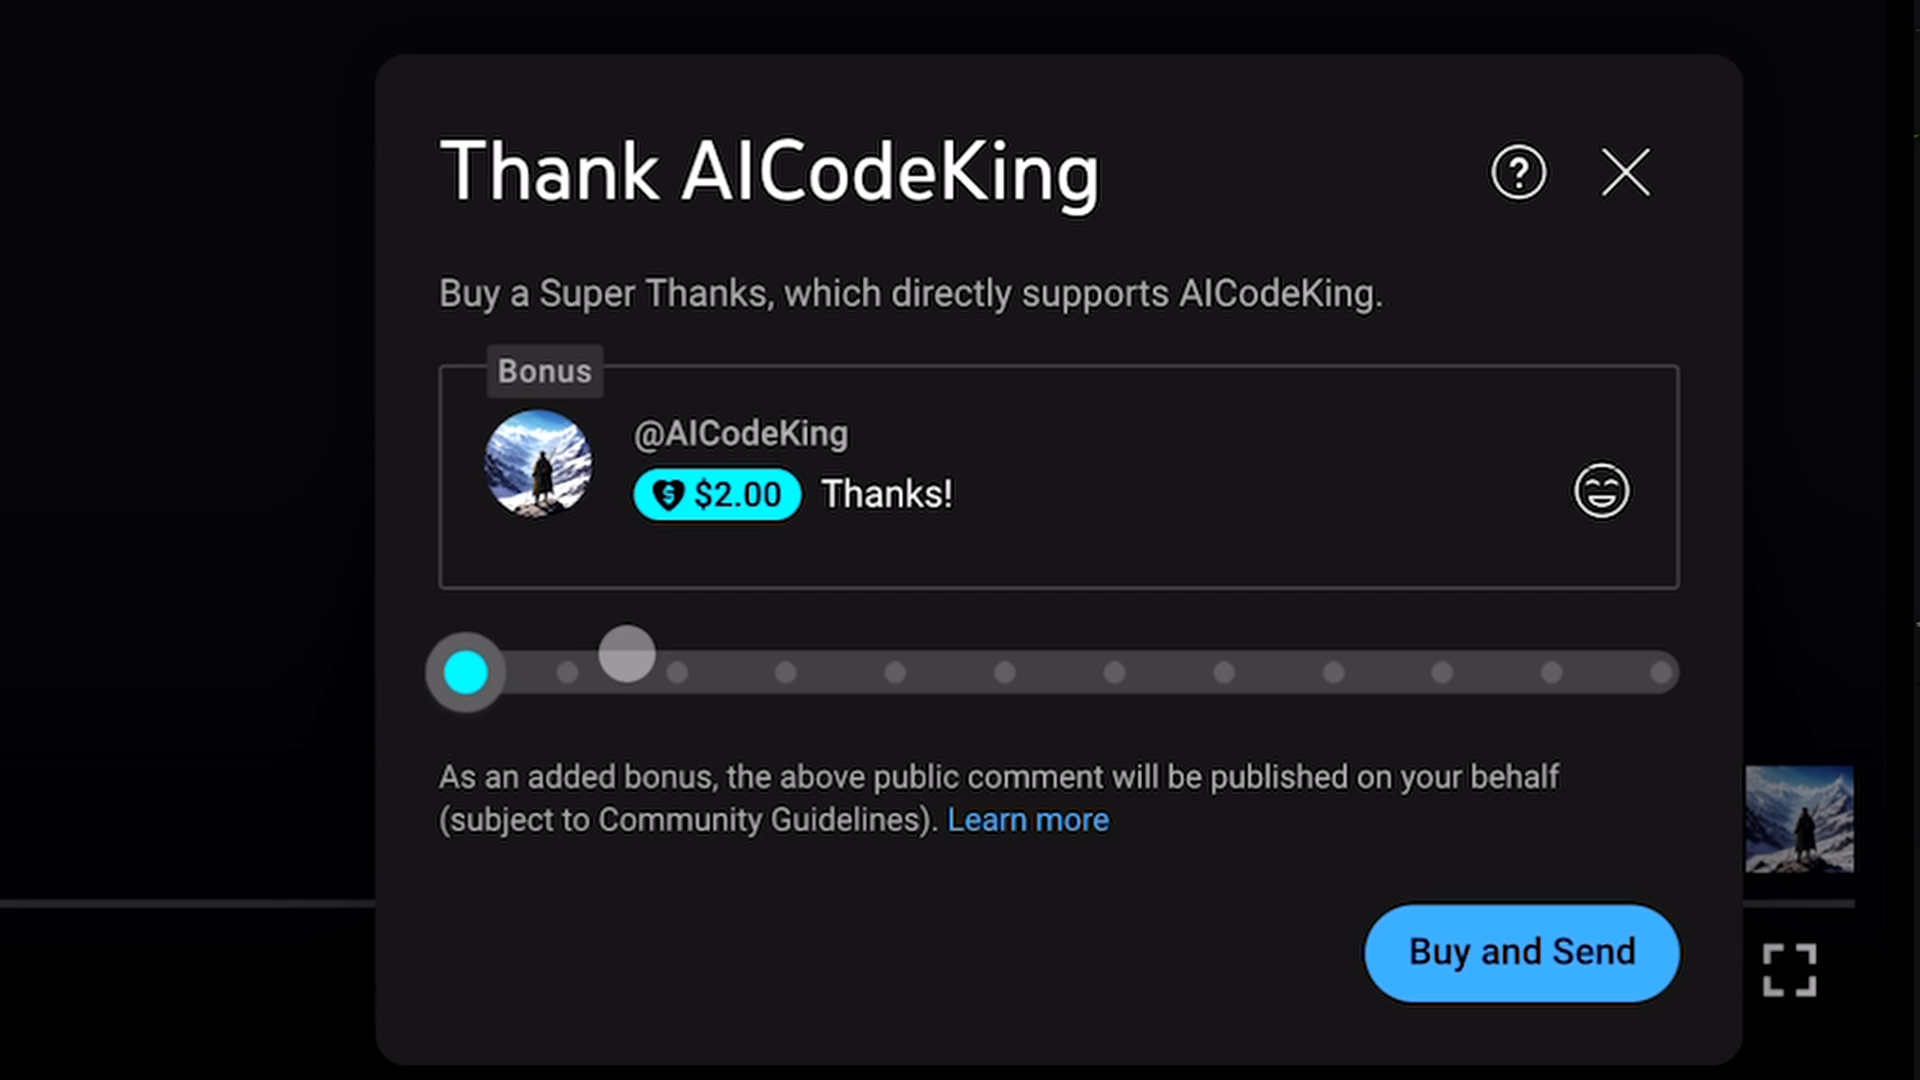 Thank AICodeKing
Buy a Super Thanks, which directly supports AICodeKing.
Bonus
@AICodeKing
$2.00 Thanks!
As an added bonus, the above public comment will be published on your behalf
(subject to Community Guidelines). Learn more
Buy and Send